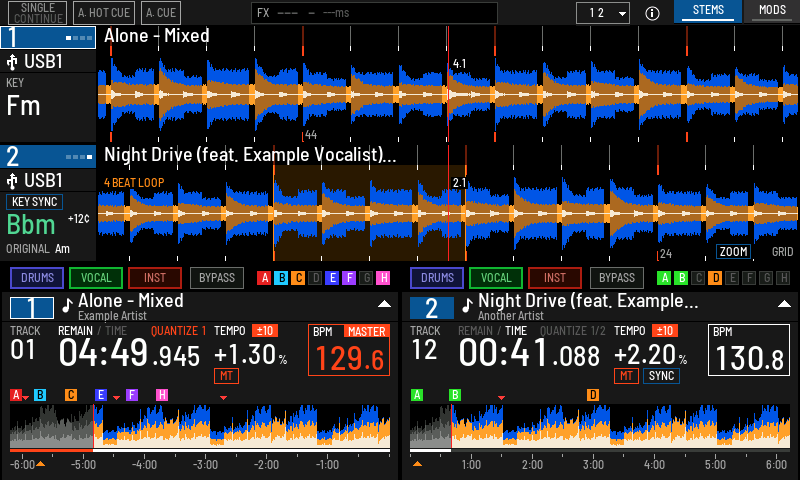 SINGLE
CONTINUE
A. HOT CUE
A. CUE
FX --- - ---ms
1 2
STEMS
MODS
1
Alone - Mixed
USB1
KEY
Fm
4.1
44
2
Night Drive (feat. Example Vocalist)...
USB1
4 BEAT LOOP
2.1
KEY SYNC
Bbm
+12¢
ORIGINAL Am
24
ZOOM
GRID
DRUMS
VOCAL
INST
BYPASS
A B C D E F G H
DRUMS
VOCAL
INST
BYPASS
A B C D E F G H
1
Alone - Mixed
Example Artist
TRACK
01
REMAIN / TIME
QUANTIZE 1
04:49.945
TEMPO
±10
+1.30%
MT
BPM
MASTER
129.6
A B C E F H
-6:00 -5:00 -4:00 -3:00 -2:00 -1:00
2
Night Drive (feat. Example...
Another Artist
TRACK
12
REMAIN / TIME
QUANTIZE 1/2
00:41.088
TEMPO
±10
+2.20%
MT
SYNC
BPM
130.8
A B D
1:00 2:00 3:00 4:00 5:00 6:00